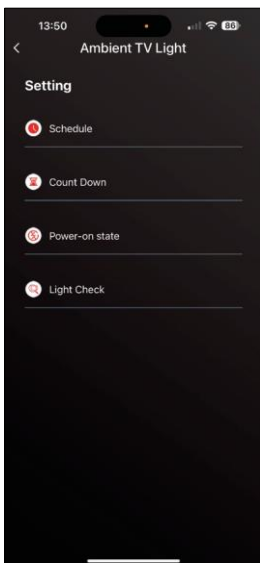 13:50
86
Ambient TV Light
Setting
Schedule
Count Down
Power-on state
Light Check